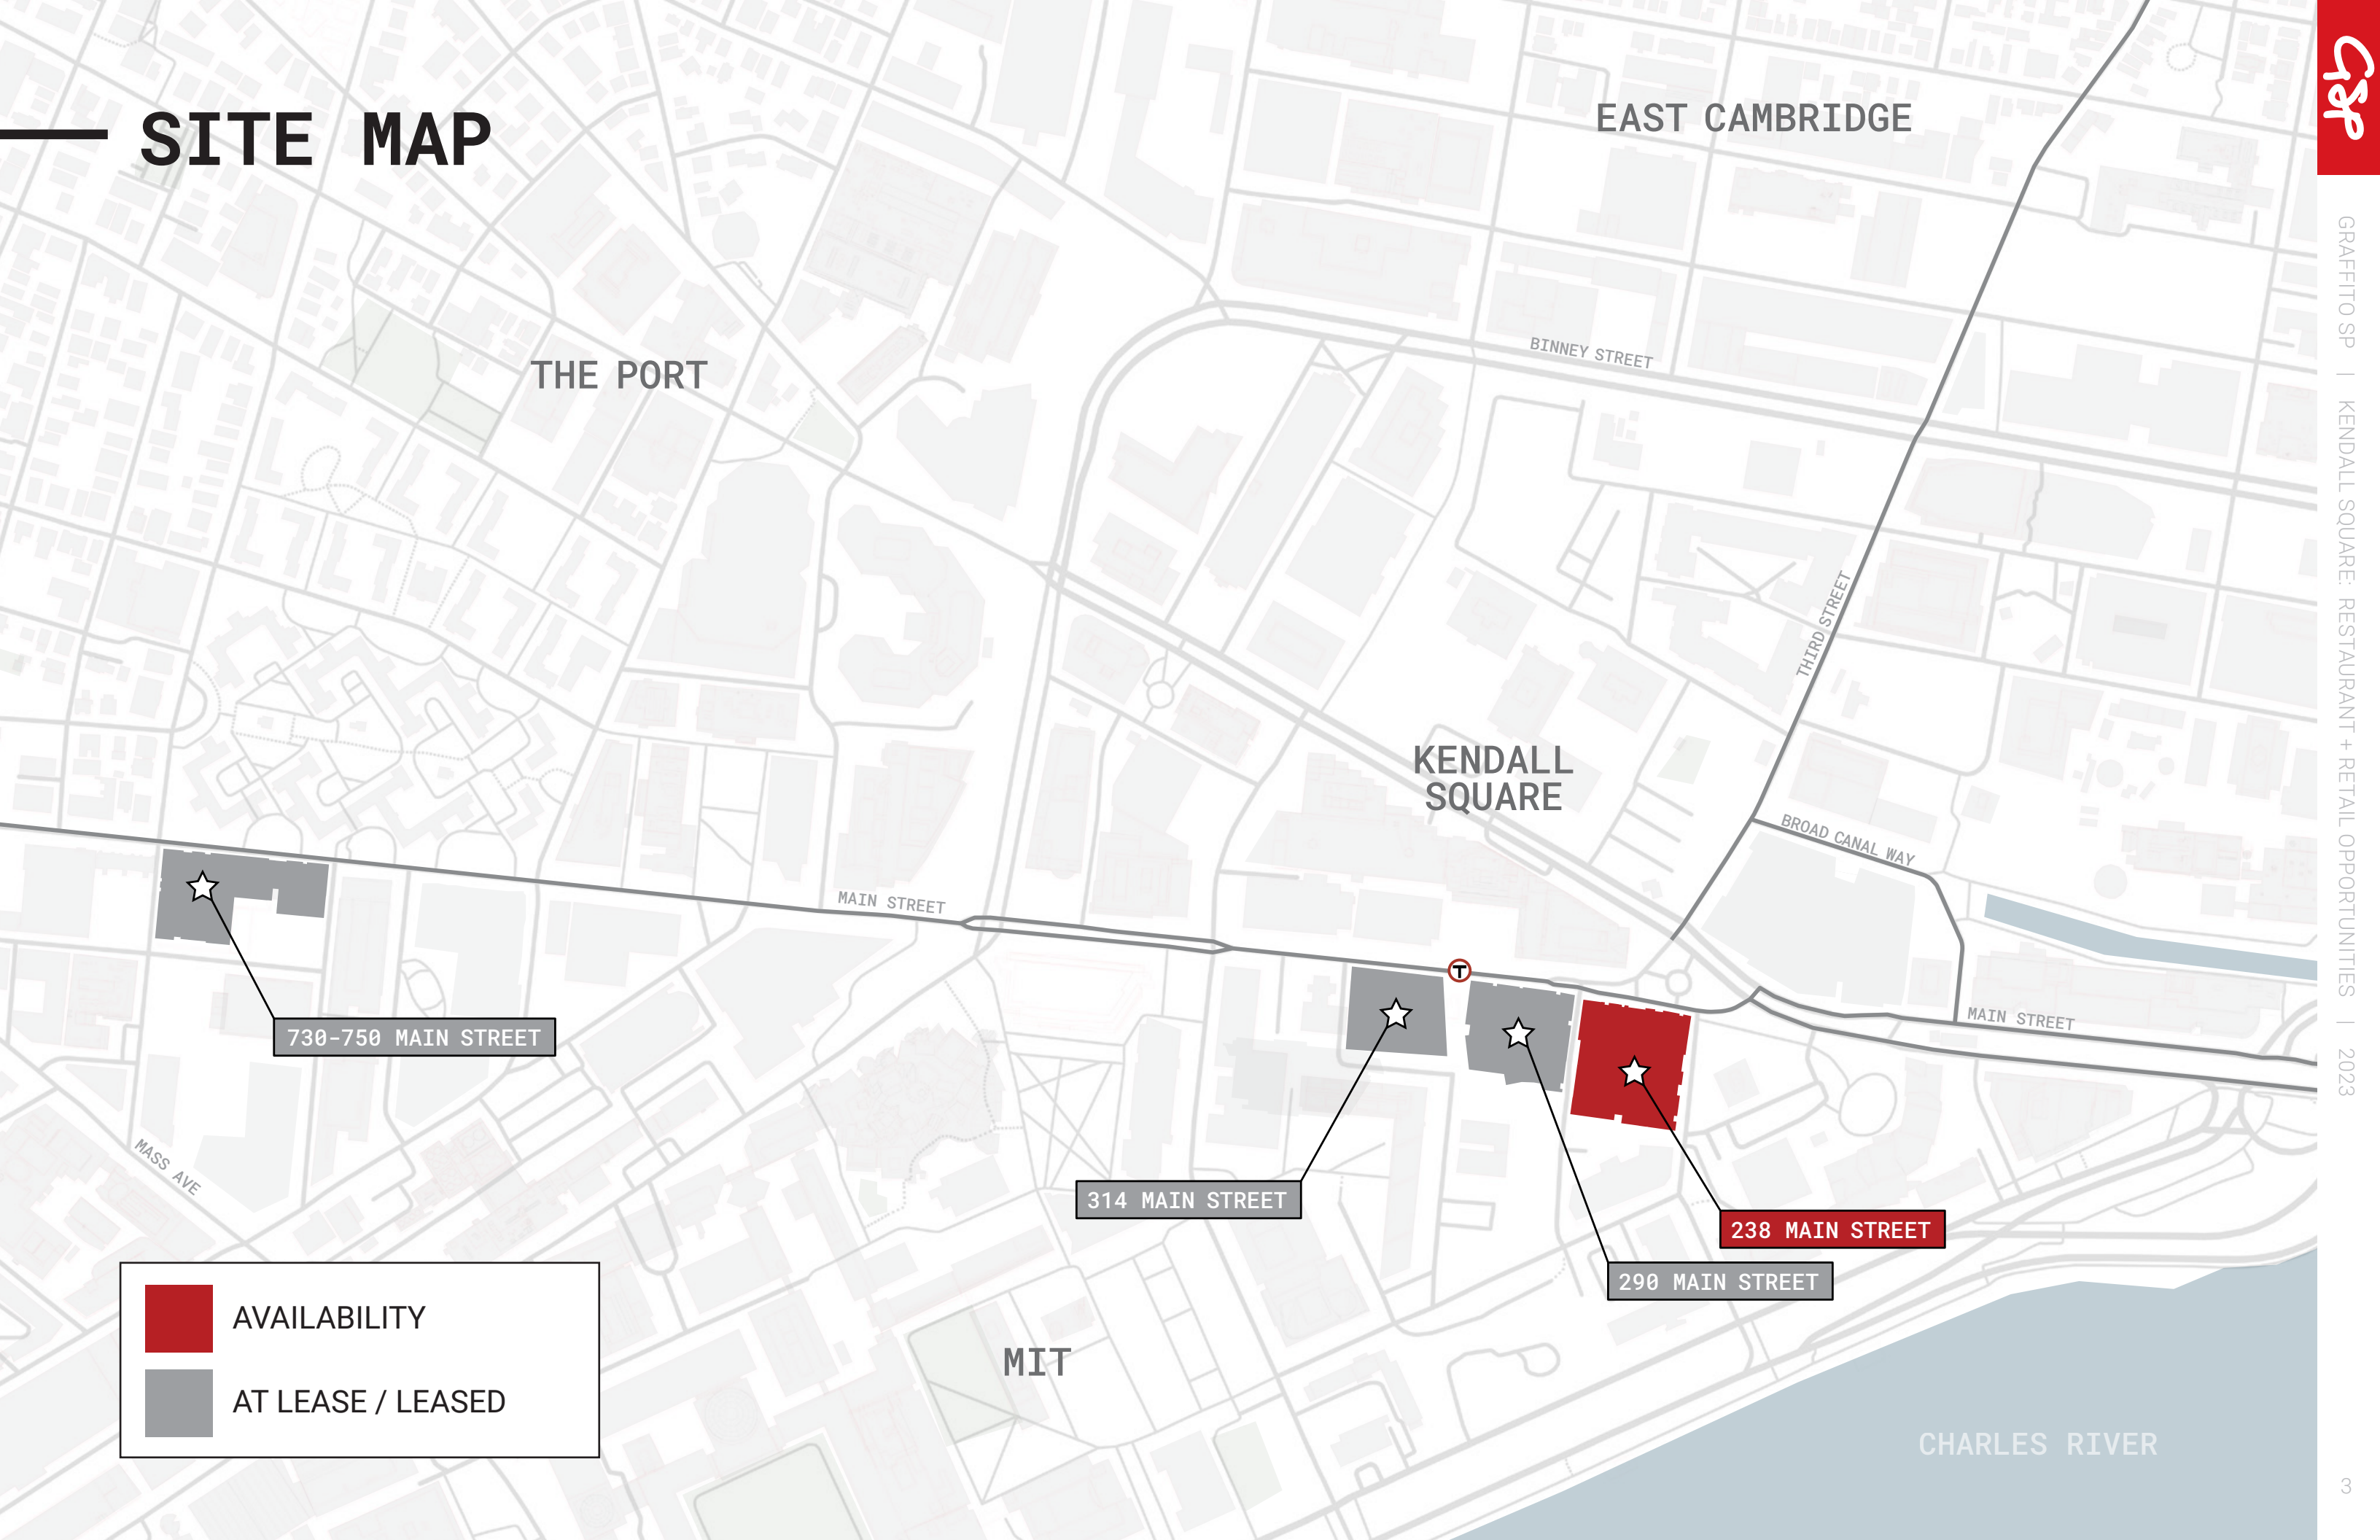 SITE MAP
EAST CAMBRIDGE
THE PORT
BINNEY STREET
THIRD STREET
KENDALL
SQUARE
BROAD CANAL WAY
MAIN STREET
T
MAIN STREET
730-750 MAIN STREET
MASS AVE
314 MAIN STREET
238 MAIN STREET
290 MAIN STREET
AVAILABILITY
AT LEASE / LEASED
MIT
CHARLES RIVER
GSP
GRAFFITO SP | KENDALL SQUARE: RESTAURANT + RETAIL OPPORTUNITIES | 2023
3